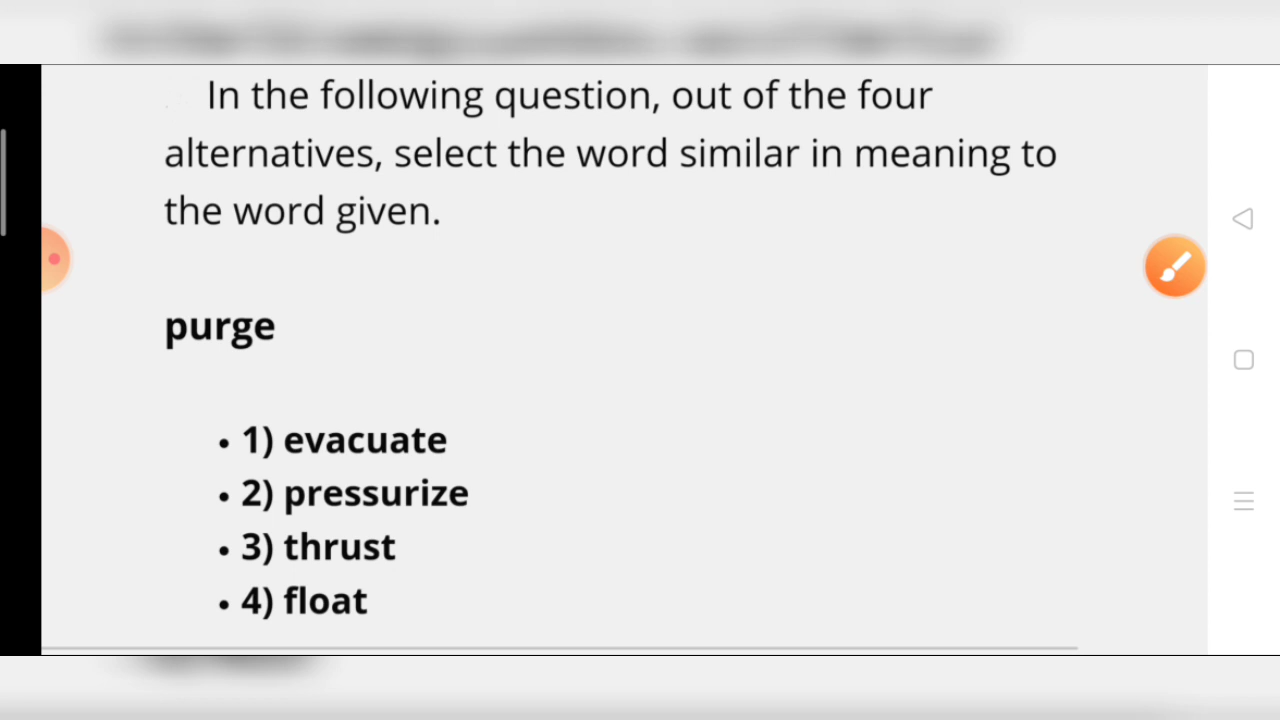 In the following question, out of the four
alternatives, select the word similar in meaning to
the word given.
purge
• 1) evacuate
• 2) pressurize
• 3) thrust
• 4) float